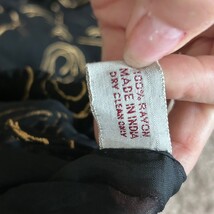 100% RAYON
MADE IN INDIA
DRY CLEAN ONLY